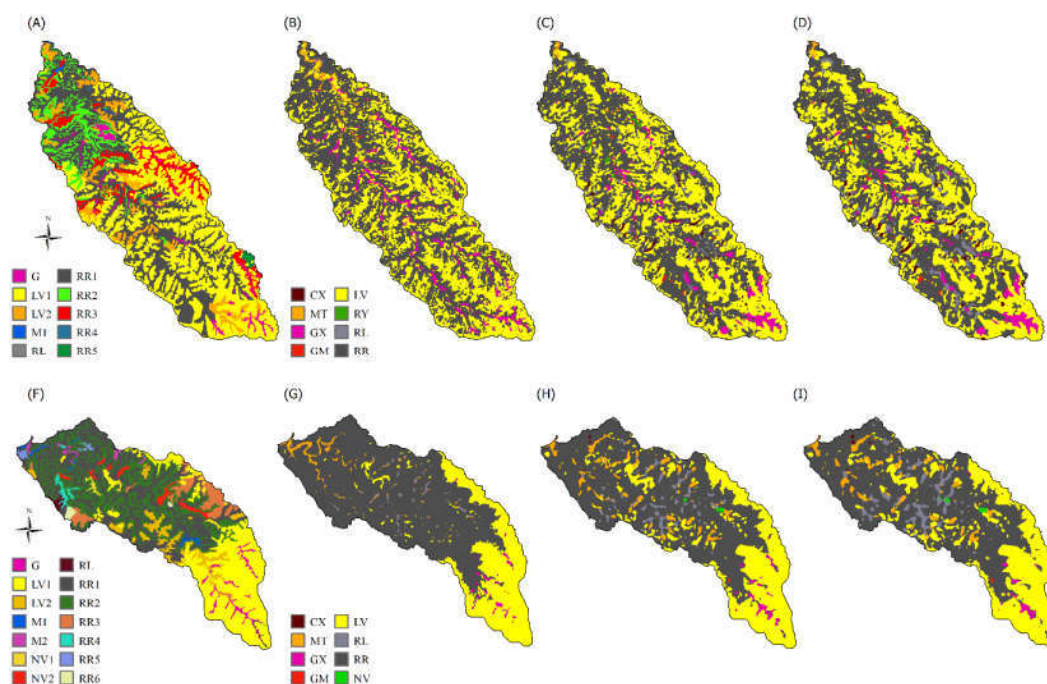 (A) (B) (C) (D)
N
G RR1
LV1 RR2
LV2 RR3
M1 RR4
RL RR5
CX LV
MT RY
GX RL
GM RR
(F) (G) (H) (I)
N
G RL
LV1 RR1
LV2 RR2
M1 RR3
M2 RR4
NV1 RR5
NV2 RR6
CX LV
MT RL
GX RR
GM NV